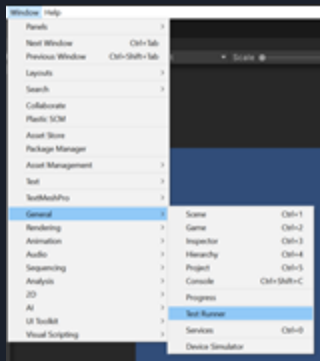 Window Help
Panels
Next Window Ctrl+Tab
Previous Window Ctrl+Shift+Tab
Layouts
Search
Collaborate
Plastic SCM
Asset Store
Package Manager
Asset Management
Text
TextMeshPro
General
Rendering
Animation
Audio
Sequencing
Analysis
2D
AI
UI Toolkit
Visual Scripting
Scale
Scene Ctrl+1
Game Ctrl+2
Inspector Ctrl+3
Hierarchy Ctrl+4
Project Ctrl+5
Console Ctrl+Shift+C
Progress
Test Runner
Services Ctrl+0
Device Simulator